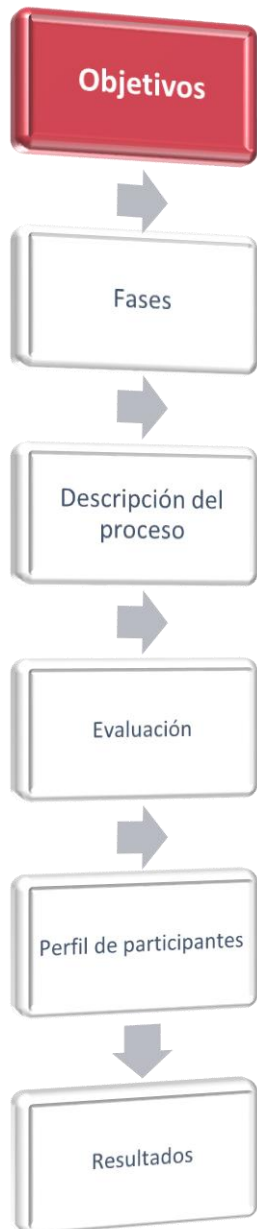 Objetivos
Fases
Descripción del
proceso
Evaluación
Perfil de participantes
Resultados